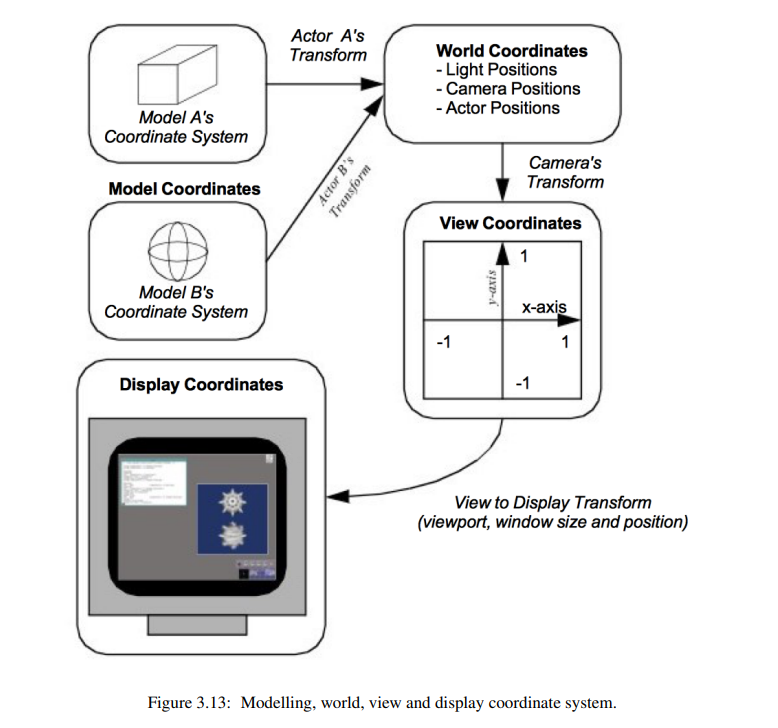 Actor A's
Transform
World Coordinates
- Light Positions
- Camera Positions
- Actor Positions
Model A's
Coordinate System
Actor B's
Transform
Camera's
Transform
Model Coordinates
Model B's
Coordinate System
View Coordinates
1
y-axis
x-axis
-1
1
-1
Display Coordinates
View to Display Transform
(viewport, window size and position)
Figure 3.13: Modelling, world, view and display coordinate system.